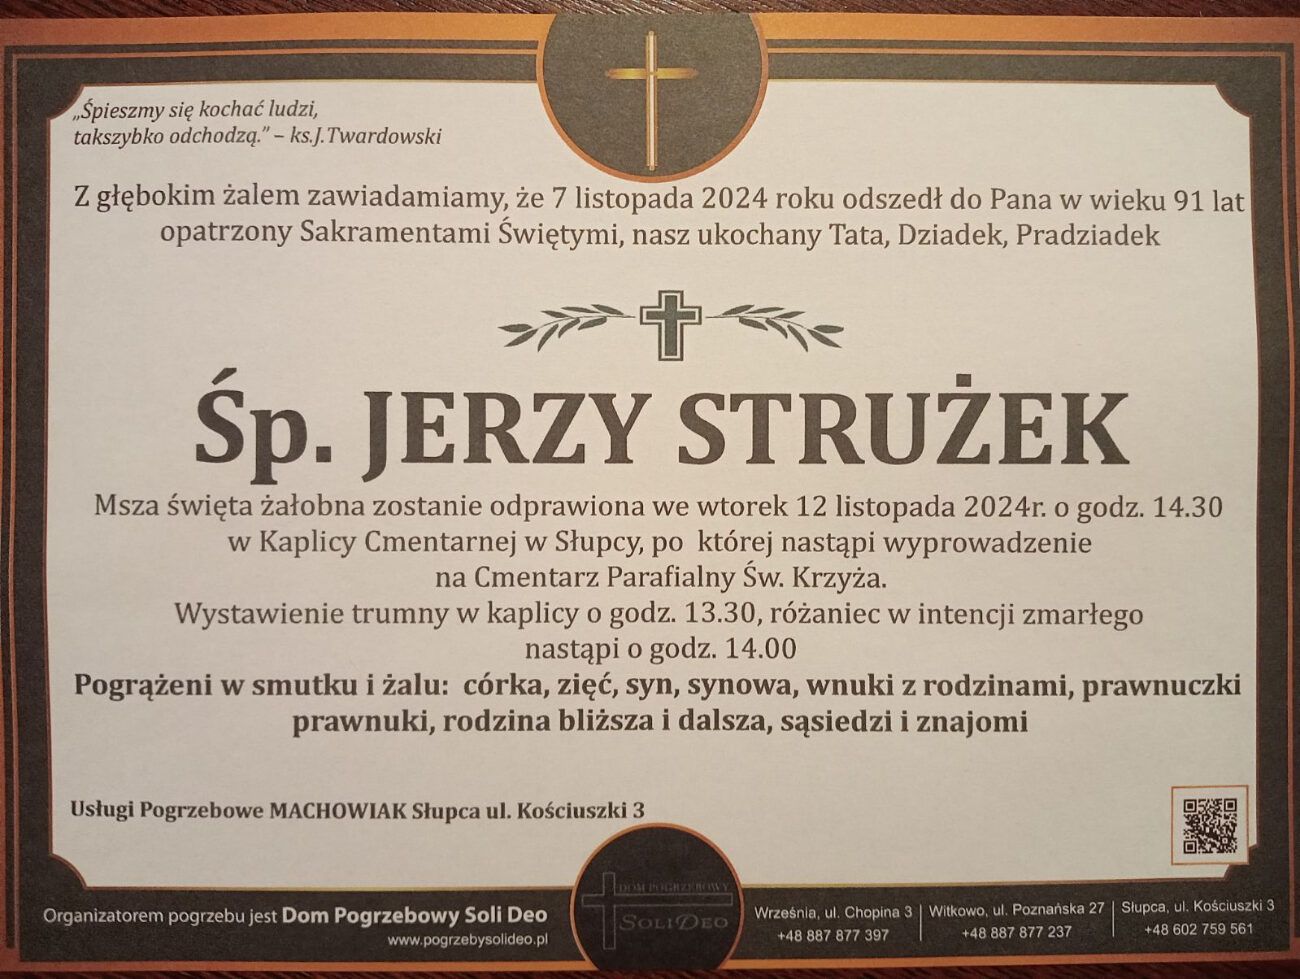 „Śpieszmy się kochać ludzi,
takszybko odchodzą.” – ks.J.Twardowski
Z głębokim żalem zawiadamiamy, że 7 listopada 2024 roku odszedł do Pana w wieku 91 lat
opatrzony Sakramentami Świętymi, nasz ukochany Tata, Dziadek, Pradziadek
Śp. JERZY STRUŻEK
Msza święta żałobna zostanie odprawiona we wtorek 12 listopada 2024r. o godz. 14.30
w Kaplicy Cmentarnej w Słupcy, po której nastąpi wyprowadzenie
na Cmentarz Parafialny Św. Krzyża.
Wystawienie trumny w kaplicy o godz. 13.30, różaniec w intencji zmarłego
nastąpi o godz. 14.00
Pogrążeni w smutku i żalu: córka, zięć, syn, synowa, wnuki z rodzinami, prawnuczki
prawnuki, rodzina bliższa i dalsza, sąsiedzi i znajomi
Usługi Pogrzebowe MACHOWIAK Słupca ul. Kościuszki 3
Organizatorem pogrzebu jest Dom Pogrzebowy Soli Deo
www.pogrzebysolideo.pl
DOM POGRZEBOWY
SOLI DEO
Września, ul. Chopina 3
+48 887 877 397
Witkowo, ul. Poznańska 27
+48 887 877 237
Słupca, ul. Kościuszki 3
+48 602 759 561